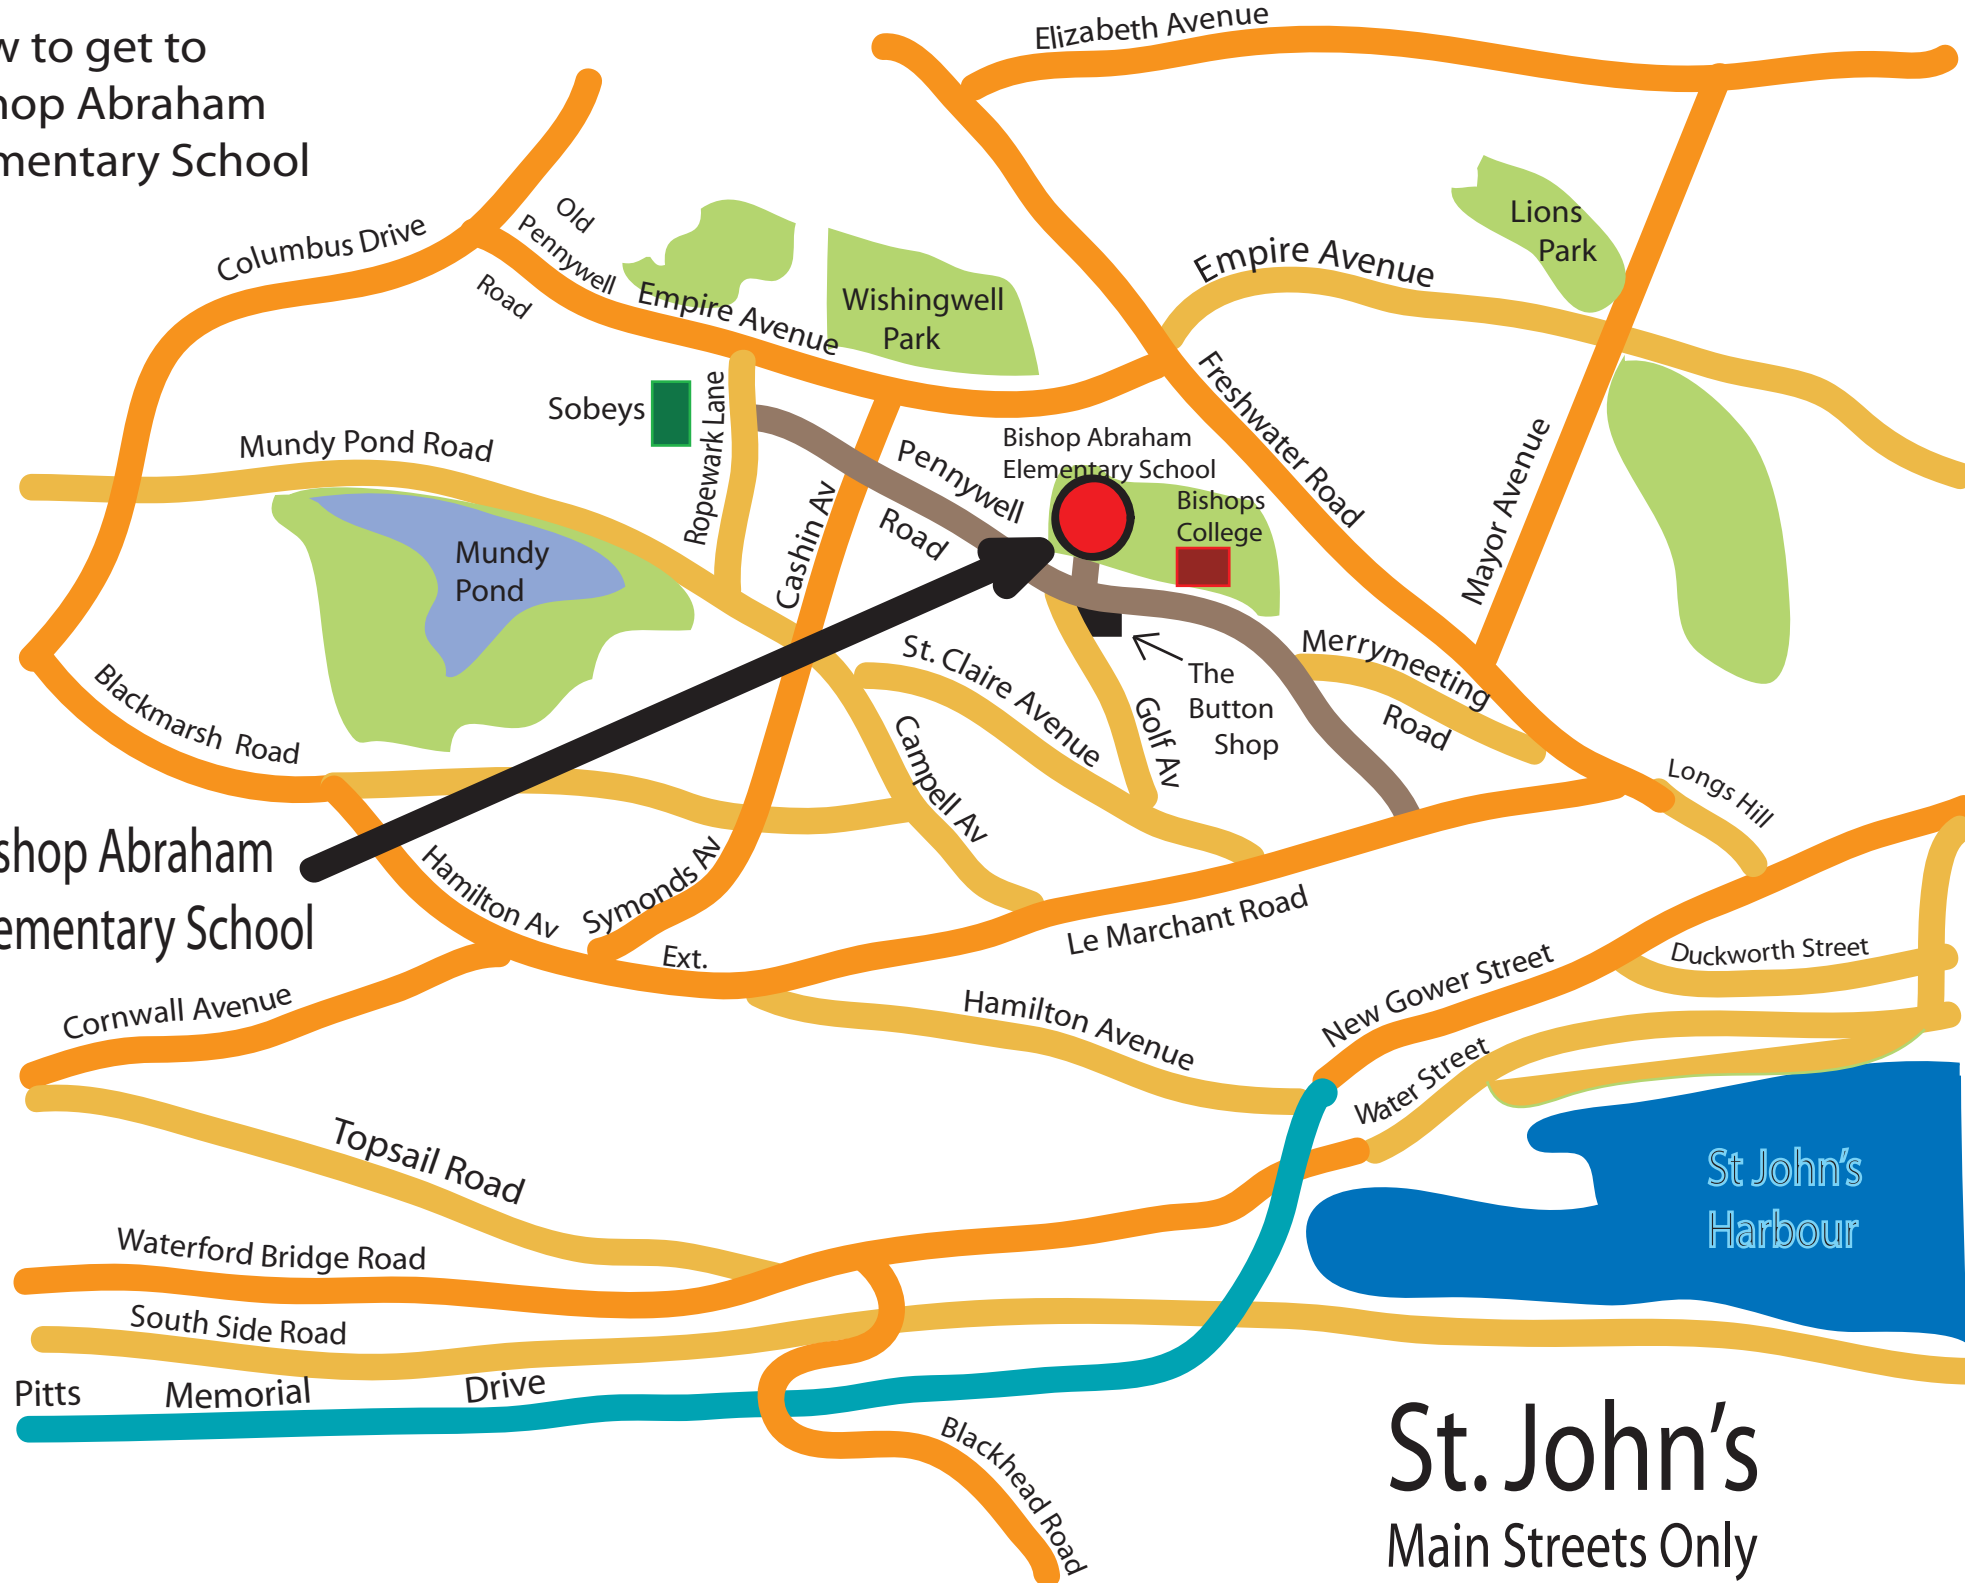 w to get to
hop Abraham
mentary School
Elizabeth Avenue
Columbus Drive
Old
Pennywell
Road
Empire Avenue
Wishingwell
Park
Lions
Park
Empire Avenue
Sobeys
Ropewark Lane
Mundy Pond Road
Mundy
Pond
Cashin Av
Pennywell
Road
Bishop Abraham
Elementary School
Bishops
College
Freshwater Road
Mayor Avenue
Merrymeeting
Road
The
Button
Shop
St. Claire Avenue
Golf Av
Campell Av
Blackmarsh Road
Longs Hill
shop Abraham
ementary School
Hamilton Av
Symonds Av
Ext.
Le Marchant Road
Cornwall Avenue
Hamilton Avenue
New Gower Street
Duckworth Street
Water Street
Topsail Road
St John's
Harbour
Waterford Bridge Road
South Side Road
Pitts Memorial Drive
Blackhead Road
St. John's
Main Streets Only